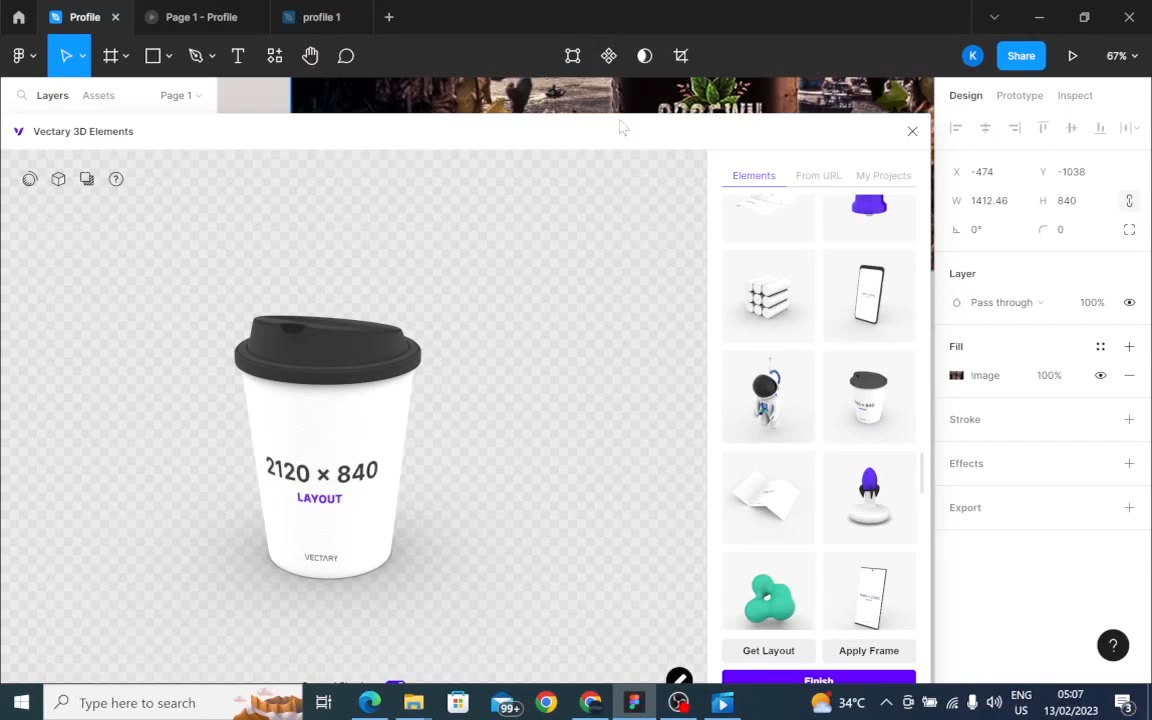 Profile
Page 1 - Profile
profile 1
K
Share
67%
Layers
Assets
Page 1
Design
Prototype
Inspect
Vectary 3D Elements
Elements
From URL
My Projects
X -474
Y -1038
W 1412.46
H 840
0°
0
Layer
Pass through
100%
Fill
Image
100%
Stroke
Effects
Export
2120 × 840
LAYOUT
VECTARY
Get Layout
Apply Frame
Finish
?
Type here to search
99+
34°C
ENG
US
05:07
13/02/2023
3